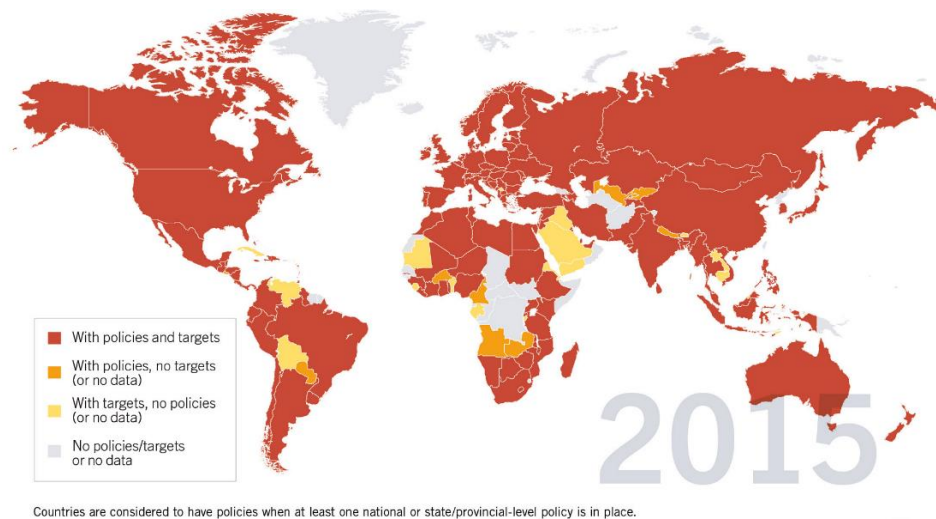 With policies and targets
With policies, no targets
(or no data)
With targets, no policies
(or no data)
No policies/targets
or no data
2015
Countries are considered to have policies when at least one national or state/provincial-level policy is in place.